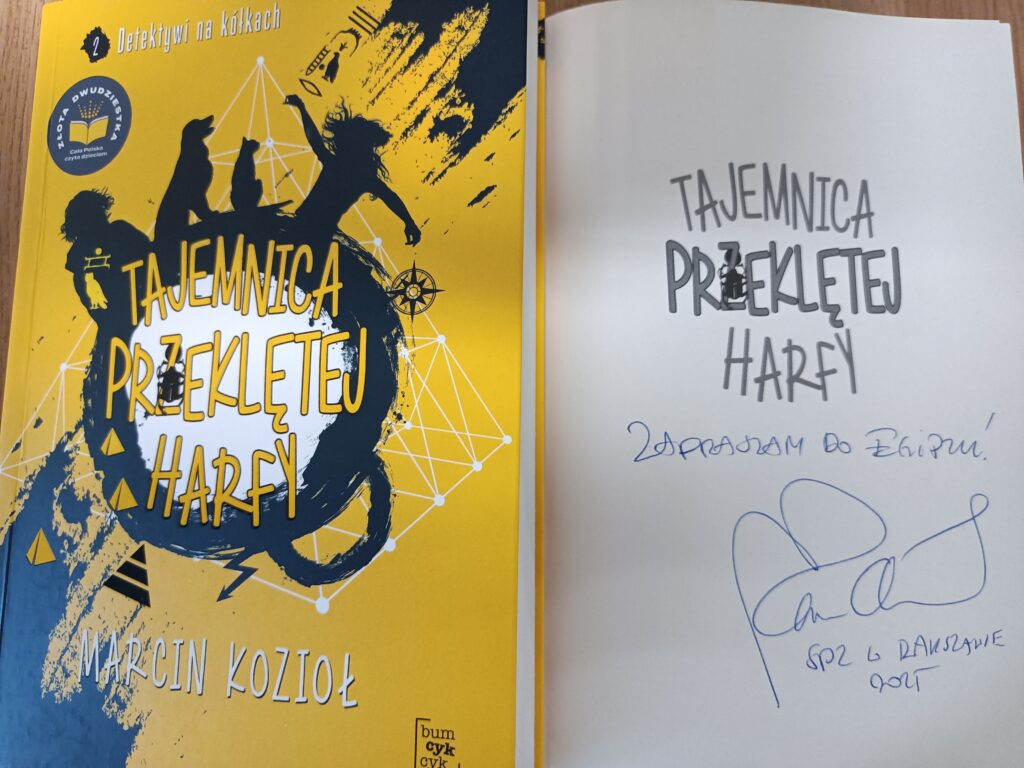 2 Detektywi na kółkach
ZŁOTA DWUDZIESTKA
Cała Polska
czyta dzieciom
TAJEMNICA
PRZEKLĘTEJ
HARFY
MARCIN KOZIOŁ
bum
cyk
cyk
TAJEMNICA
PRZEKLĘTEJ
HARFY
ZAPRASZAM DO EGIPTU!
SP2 W RAKSZAWIE